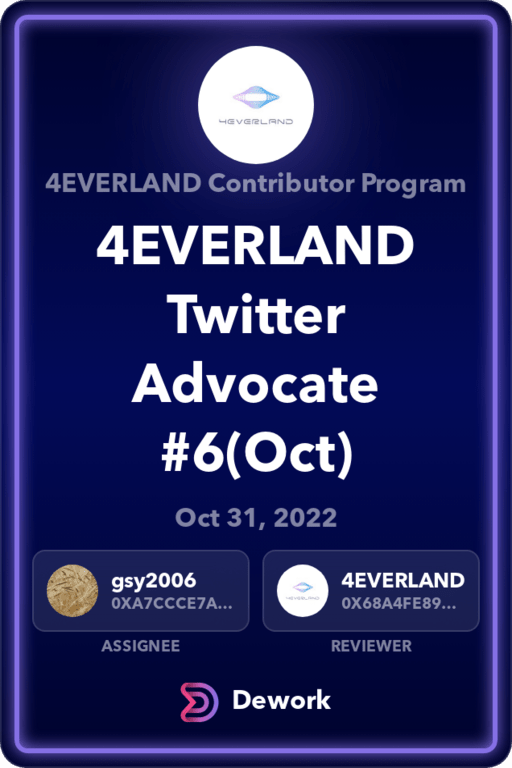 4EVERLAND
4EVERLAND Contributor Program
4EVERLAND
Twitter
Advocate
#6(Oct)
Oct 31, 2022
gsy2006
0XA7CCCE7A...
ASSIGNEE
4EVERLAND
4EVERLAND
0X68A4FE89...
REVIEWER
Dework